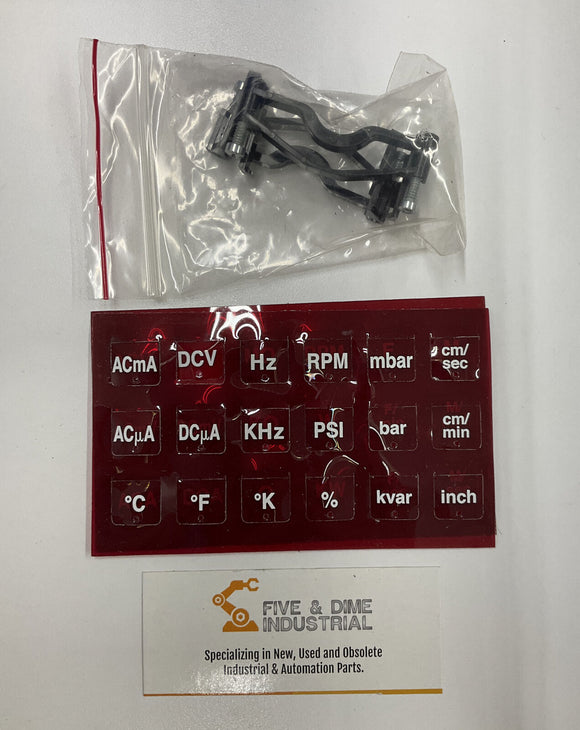 ACmA DCV Hz RPM mbar cm/
sec
ACμA DCμA KHz PSI bar cm/
min
°C °F °K % kvar inch
FIVE & DIME
INDUSTRIAL
Specializing in New, Used and Obsolete
Industrial & Automation Parts.